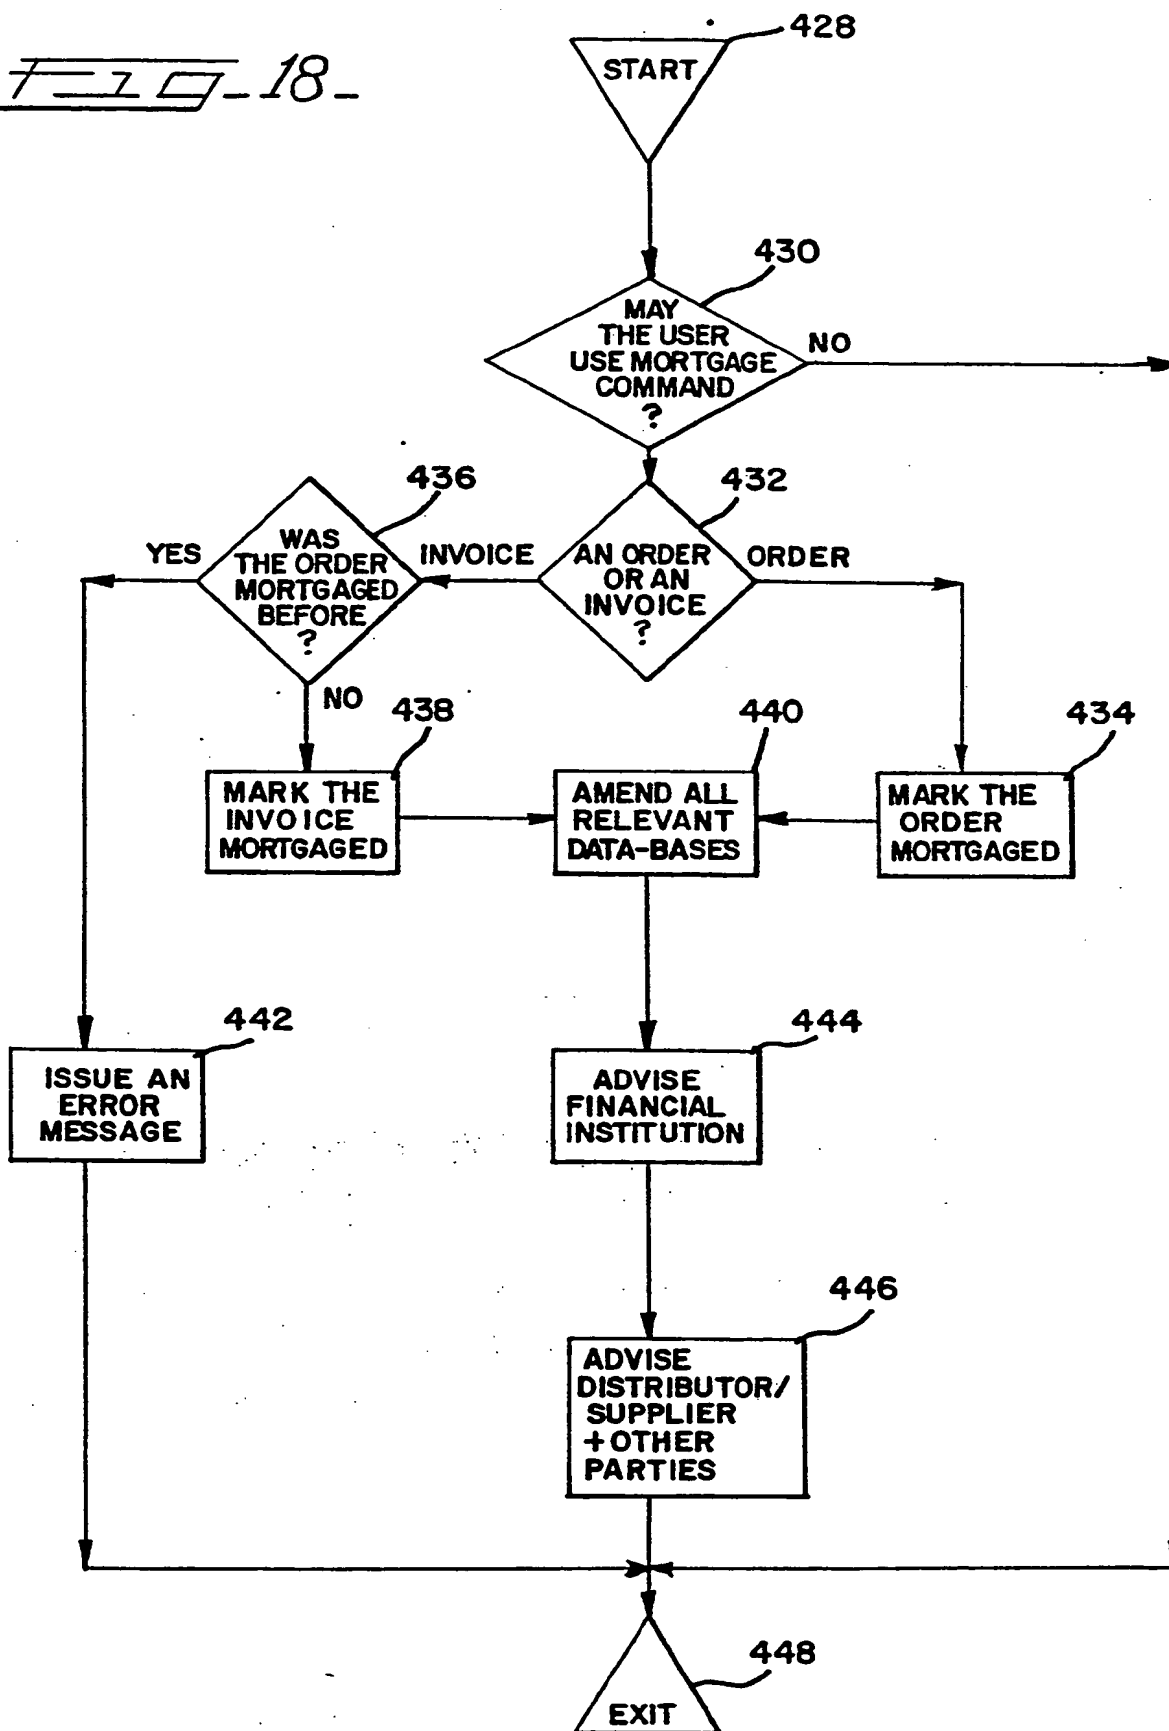 Fig-18-
428
START
430
MAY
THE USER
USE MORTGAGE
COMMAND
?
NO
436
432
YES
WAS
THE ORDER
MORTGAGED
BEFORE
?
INVOICE
AN ORDER
OR AN
INVOICE
?
ORDER
NO
438
440
434
MARK THE
INVOICE
MORTGAGED
AMEND ALL
RELEVANT
DATA-BASES
MARK THE
ORDER
MORTGAGED
442
444
ISSUE AN
ERROR
MESSAGE
ADVISE
FINANCIAL
INSTITUTION
446
ADVISE
DISTRIBUTOR/
SUPPLIER
+OTHER
PARTIES
448
EXIT